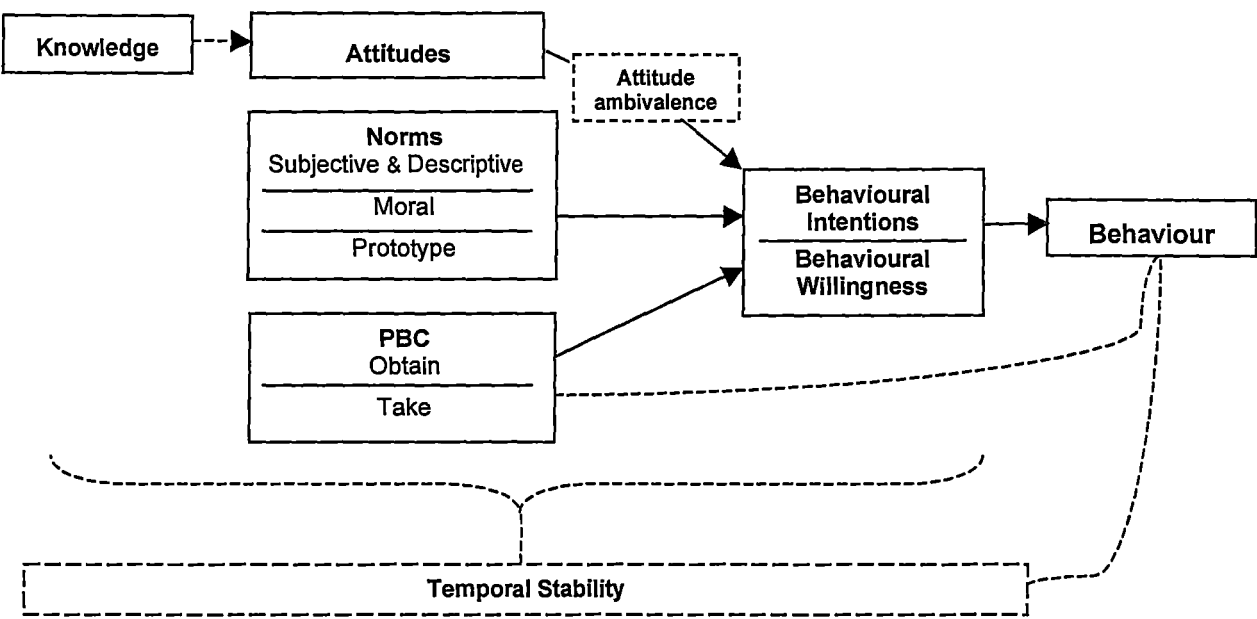 Knowledge
Attitudes
Attitude
ambivalence
Norms
Subjective & Descriptive
Moral
Prototype
PBC
Obtain
Take
Behavioural
Intentions
Behavioural
Willingness
Behaviour
Temporal Stability